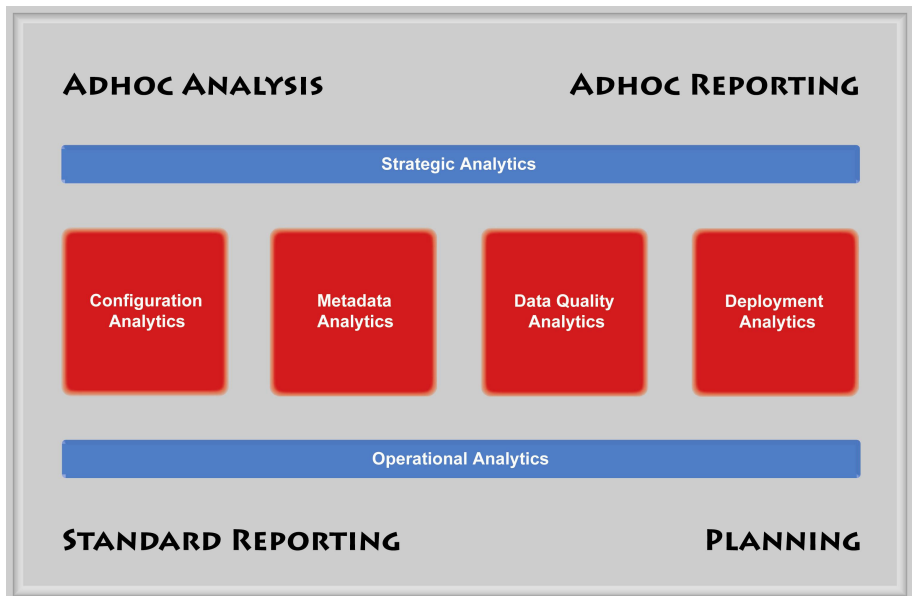 Adhoc Analysis
Adhoc Reporting
Strategic Analytics
Configuration
Analytics
Metadata
Analytics
Data Quality
Analytics
Deployment
Analytics
Operational Analytics
Standard Reporting
Planning